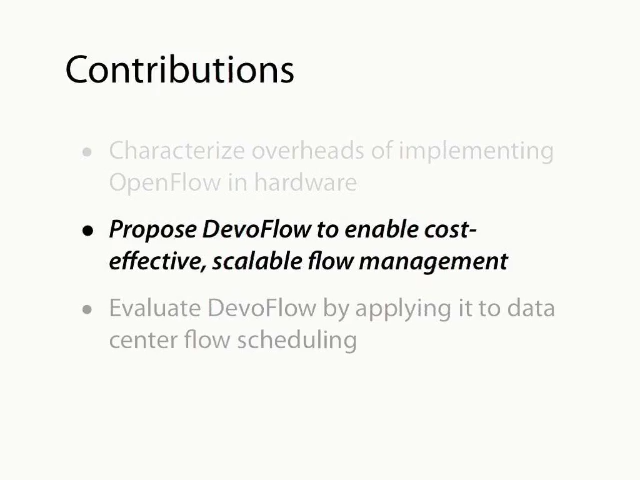 Contributions
• Characterize overheads of implementing
OpenFlow in hardware
• Propose DevoFlow to enable cost-
effective, scalable flow management
• Evaluate DevoFlow by applying it to data
center flow scheduling